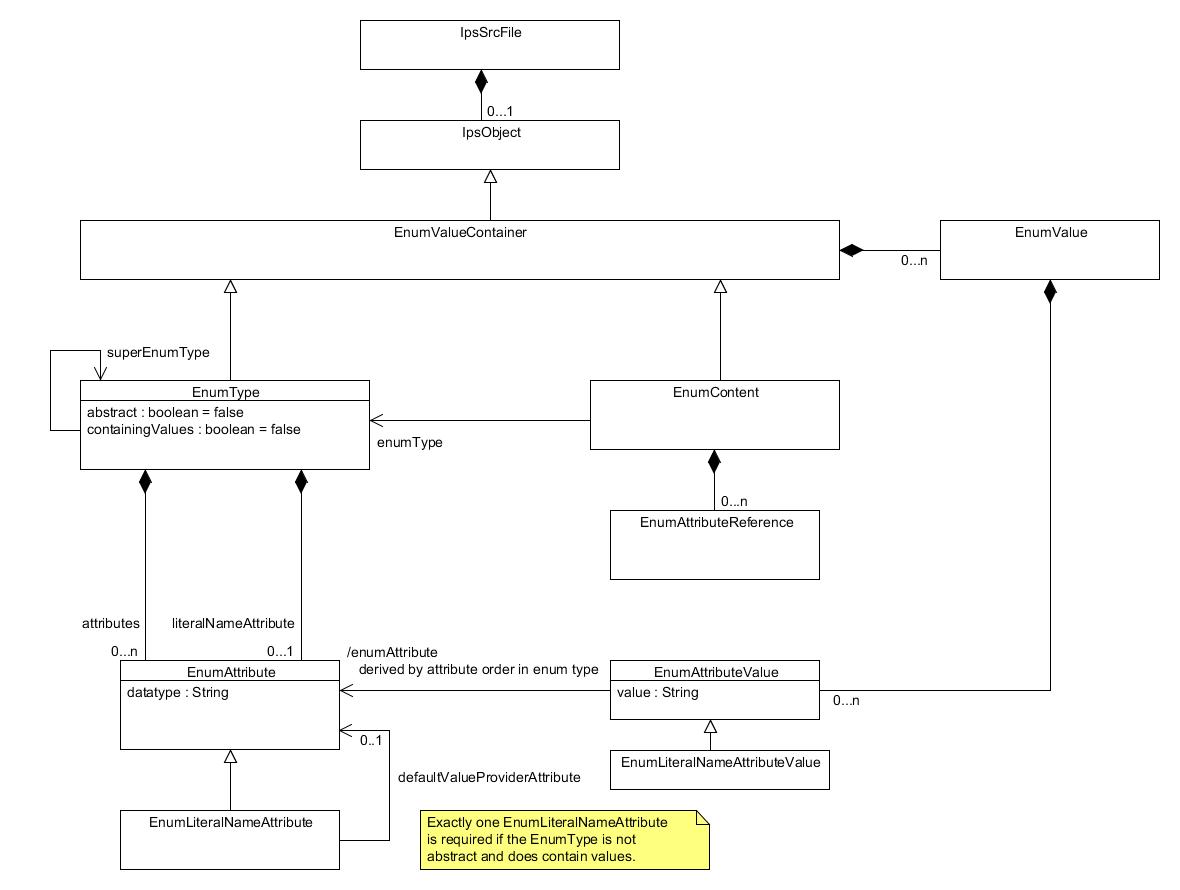 IpsSrcFile
0...1
IpsObject
EnumValueContainer
EnumValue
0...n
superEnumType
EnumType
abstract : boolean = false
containingValues : boolean = false
EnumContent
enumType
0...n
EnumAttributeReference
attributes
literalNameAttribute
0...n
0...1
/enumAttribute
derived by attribute order in enum type
EnumAttribute
datatype : String
EnumAttributeValue
value : String
0...n
0..1
EnumLiteralNameAttributeValue
defaultValueProviderAttribute
EnumLiteralNameAttribute
Exactly one EnumLiteralNameAttribute
is required if the EnumType is not
abstract and does contain values.